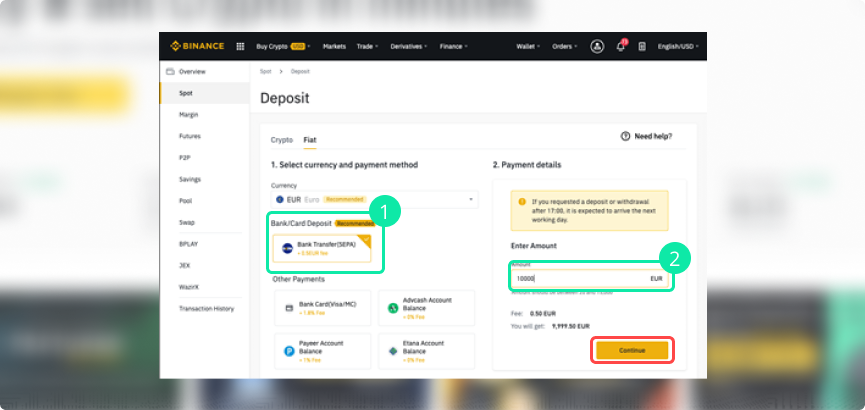 BINANCE
Buy Crypto USD
Markets
Trade
Derivatives
Finance
Wallet
Orders
English/USD
Overview
Spot
Margin
Futures
P2P
Savings
Pool
Swap
BPLAY
JEX
WazirX
Transaction History
Spot > Deposit
Deposit
Crypto
Fiat
Need help?
1. Select currency and payment method
Currency
EUR Euro Recommended
Bank/Card Deposit Recommended
1
Bank Transfer(SEPA)
+ 0.50 EUR fee
Other Payments
Bank Card(Visa/MC)
+ 1.8% Fee
Advcash Account
Balance
+ 0% Fee
Payeer Account
Balance
+ 1% Fee
Etana Account
Balance
+ 0% Fee
2. Payment details
If you requested a deposit or withdrawal
after 17:00, it is expected to arrive the next
working day.
Enter Amount
2
Amount
10000
EUR
Fee: 0.50 EUR
You will get: 9,999.50 EUR
Continue